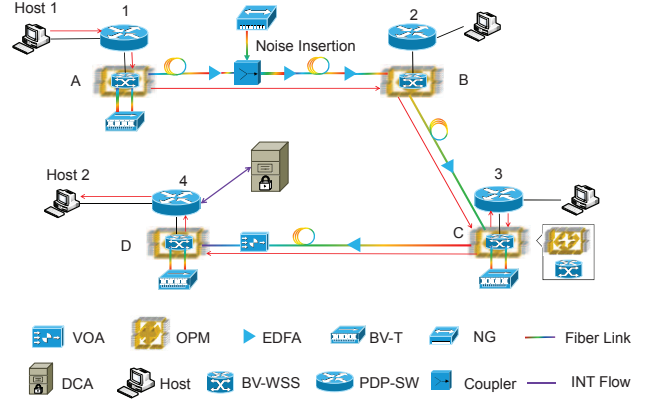 Host 1
1
2
Noise Insertion
A
B
Host 2
4
3
D
C
VOA
OPM
EDFA
BV-T
NG
Fiber Link
DCA
Host
BV-WSS
PDP-SW
Coupler
INT Flow